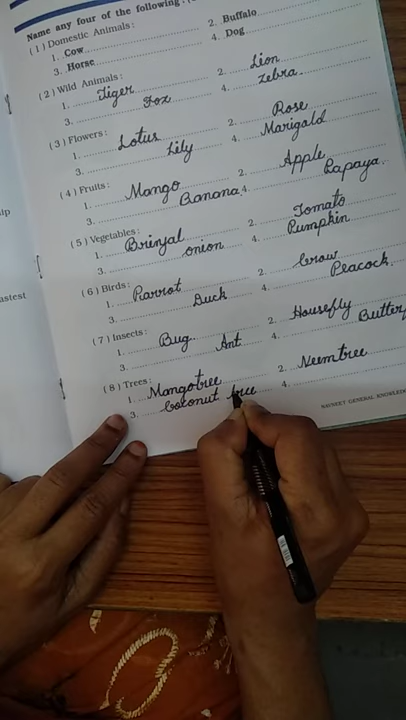 Name any four of the following :
( 1 ) Domestic Animals :
1. Cow 2. Buffalo
3. Horse 4. Dog
( 2 ) Wild Animals :
1. Tiger 2. Lion
3. Fox 4. Zebra
( 3 ) Flowers :
1. Lotus 2. Rose
3. Lily 4. Marigold
( 4 ) Fruits :
1. Mango 2. Apple
3. Banana 4. Papaya
( 5 ) Vegetables :
1. Brinjal 2. Tomato
3. onion 4. Pumpkin
( 6 ) Birds :
1. Parrot 2. Crow
3. Duck 4. Peacock
( 7 ) Insects :
1. Bug 2. Housefly
3. Ant 4. Butter
( 8 ) Trees :
1. Mangotree 2. Neemtree
3. Coconut tree 4.
NAVNEET GENERAL KNOWLED